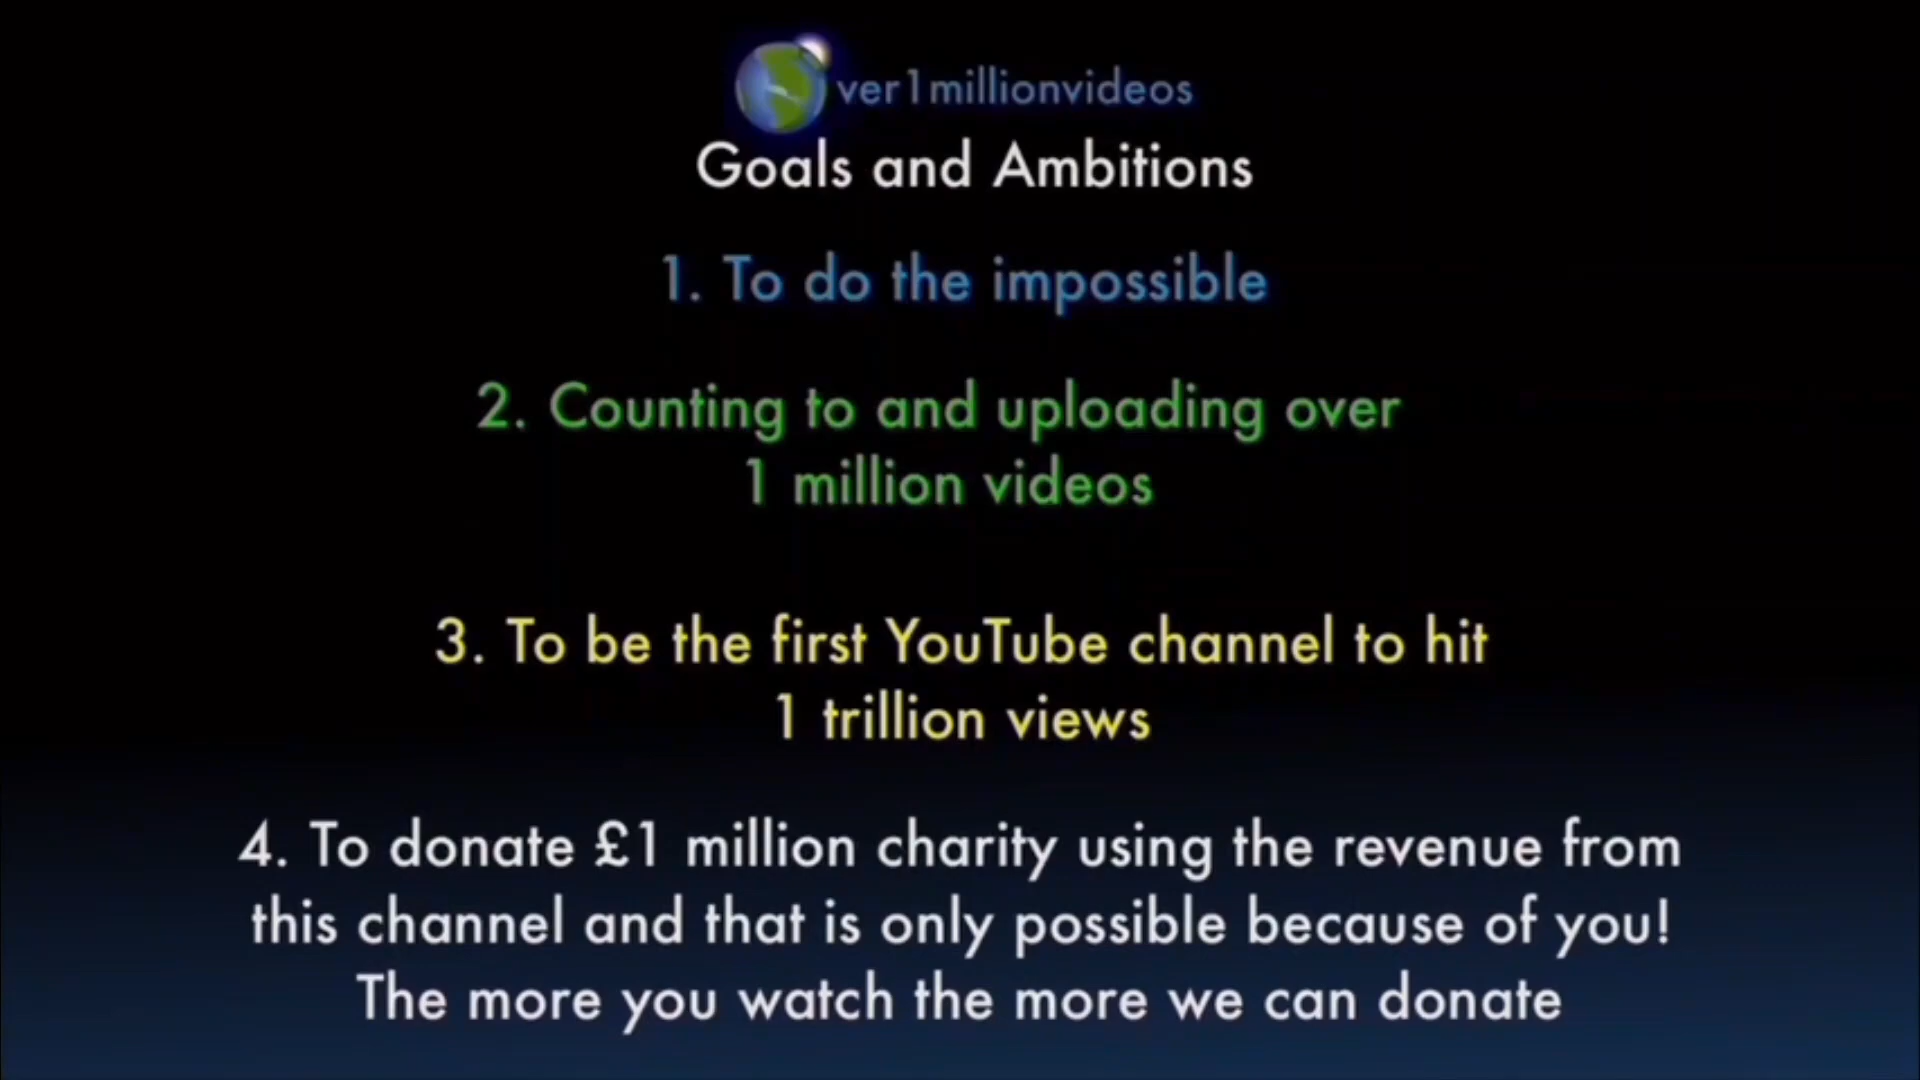 ver1millionvideos
Goals and Ambitions
1. To do the impossible
2. Counting to and uploading over
1 million videos
3. To be the first YouTube channel to hit
1 trillion views
4. To donate £1 million charity using the revenue from
this channel and that is only possible because of you!
The more you watch the more we can donate